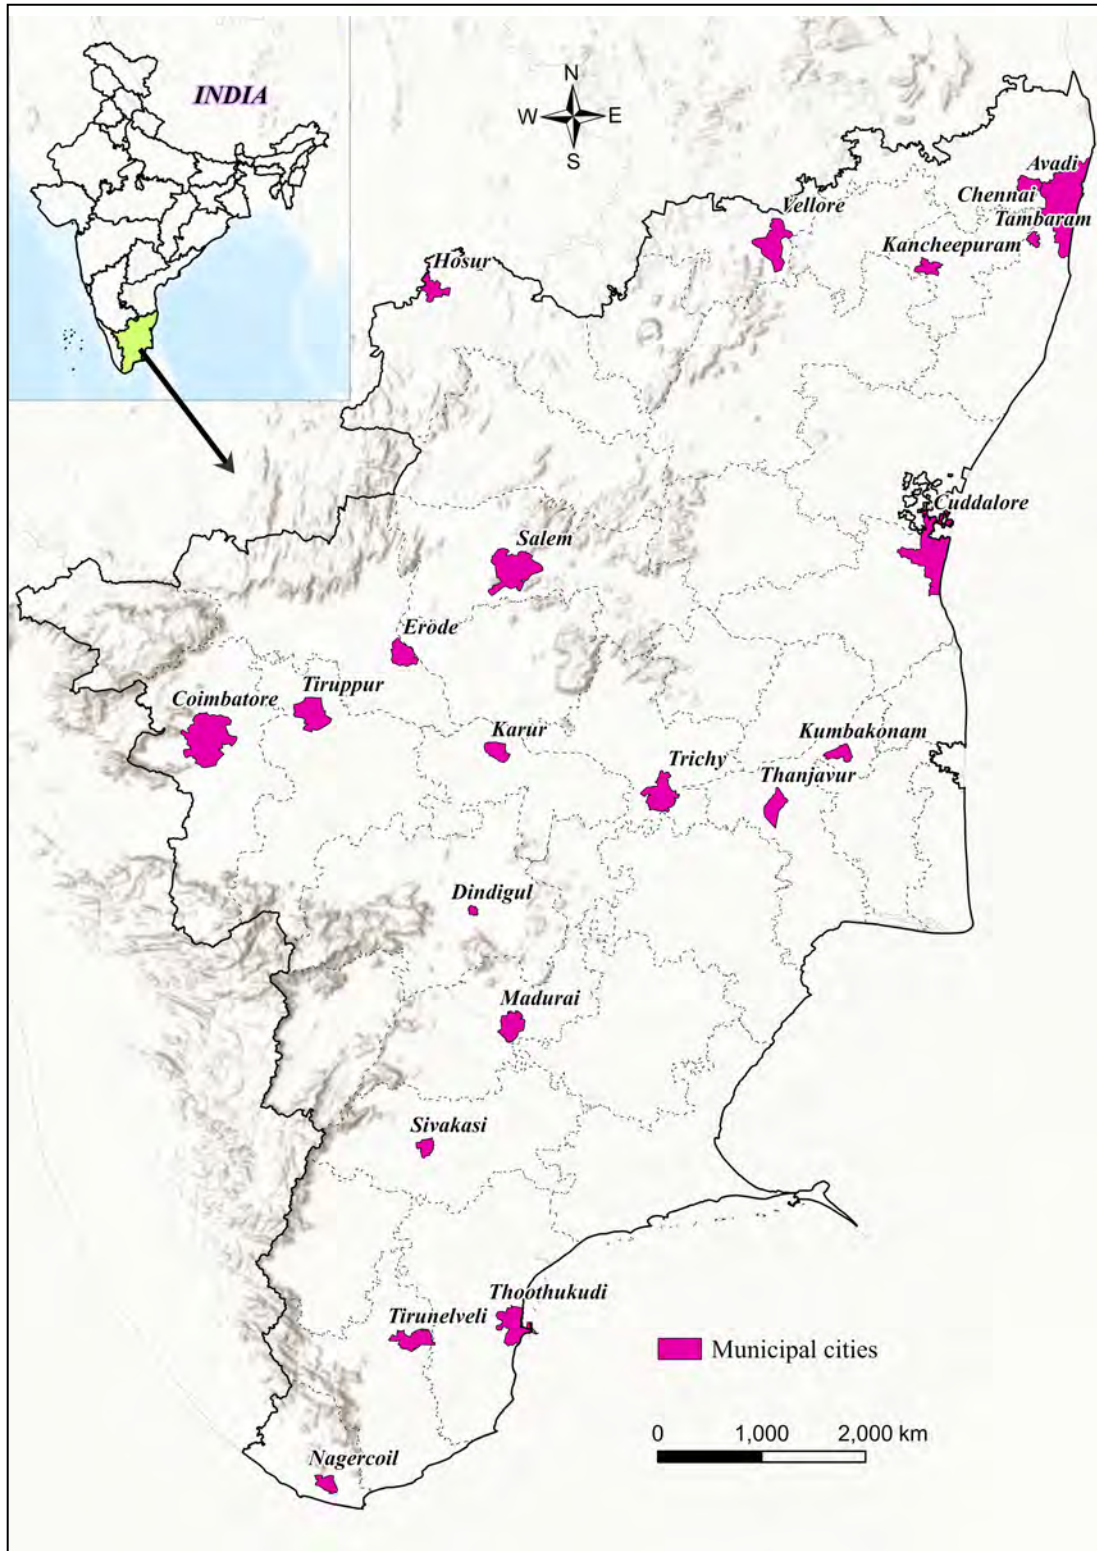 INDIA
N
W E
S
Avadi
Chennai
Tambaram
Vellore
Kancheepuram
Hosur
Cuddalore
Salem
Erode
Tiruppur
Coimbatore
Karur
Kumbakonam
Trichy
Thanjavur
Dindigul
Madurai
Sivakasi
Thoothukudi
Tirunelveli
Municipal cities
0 1,000 2,000 km
Nagercoil